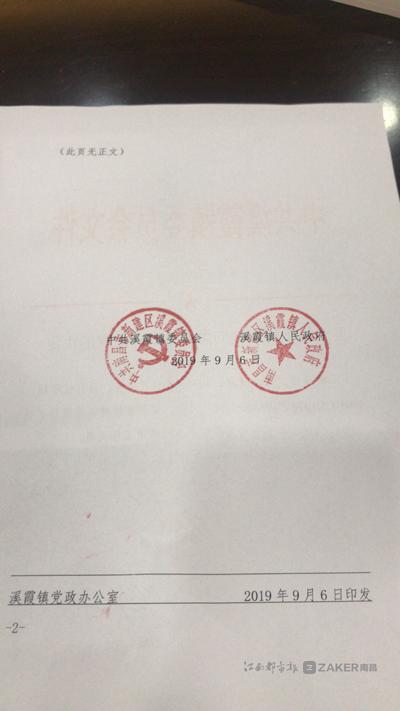 （此页无正文）
中共溪霞镇委员会
溪霞镇人民政府
2019年9月6日
溪霞镇党政办公室
2019年9月6日印发
-2-
江南都市报 ZAKER南昌